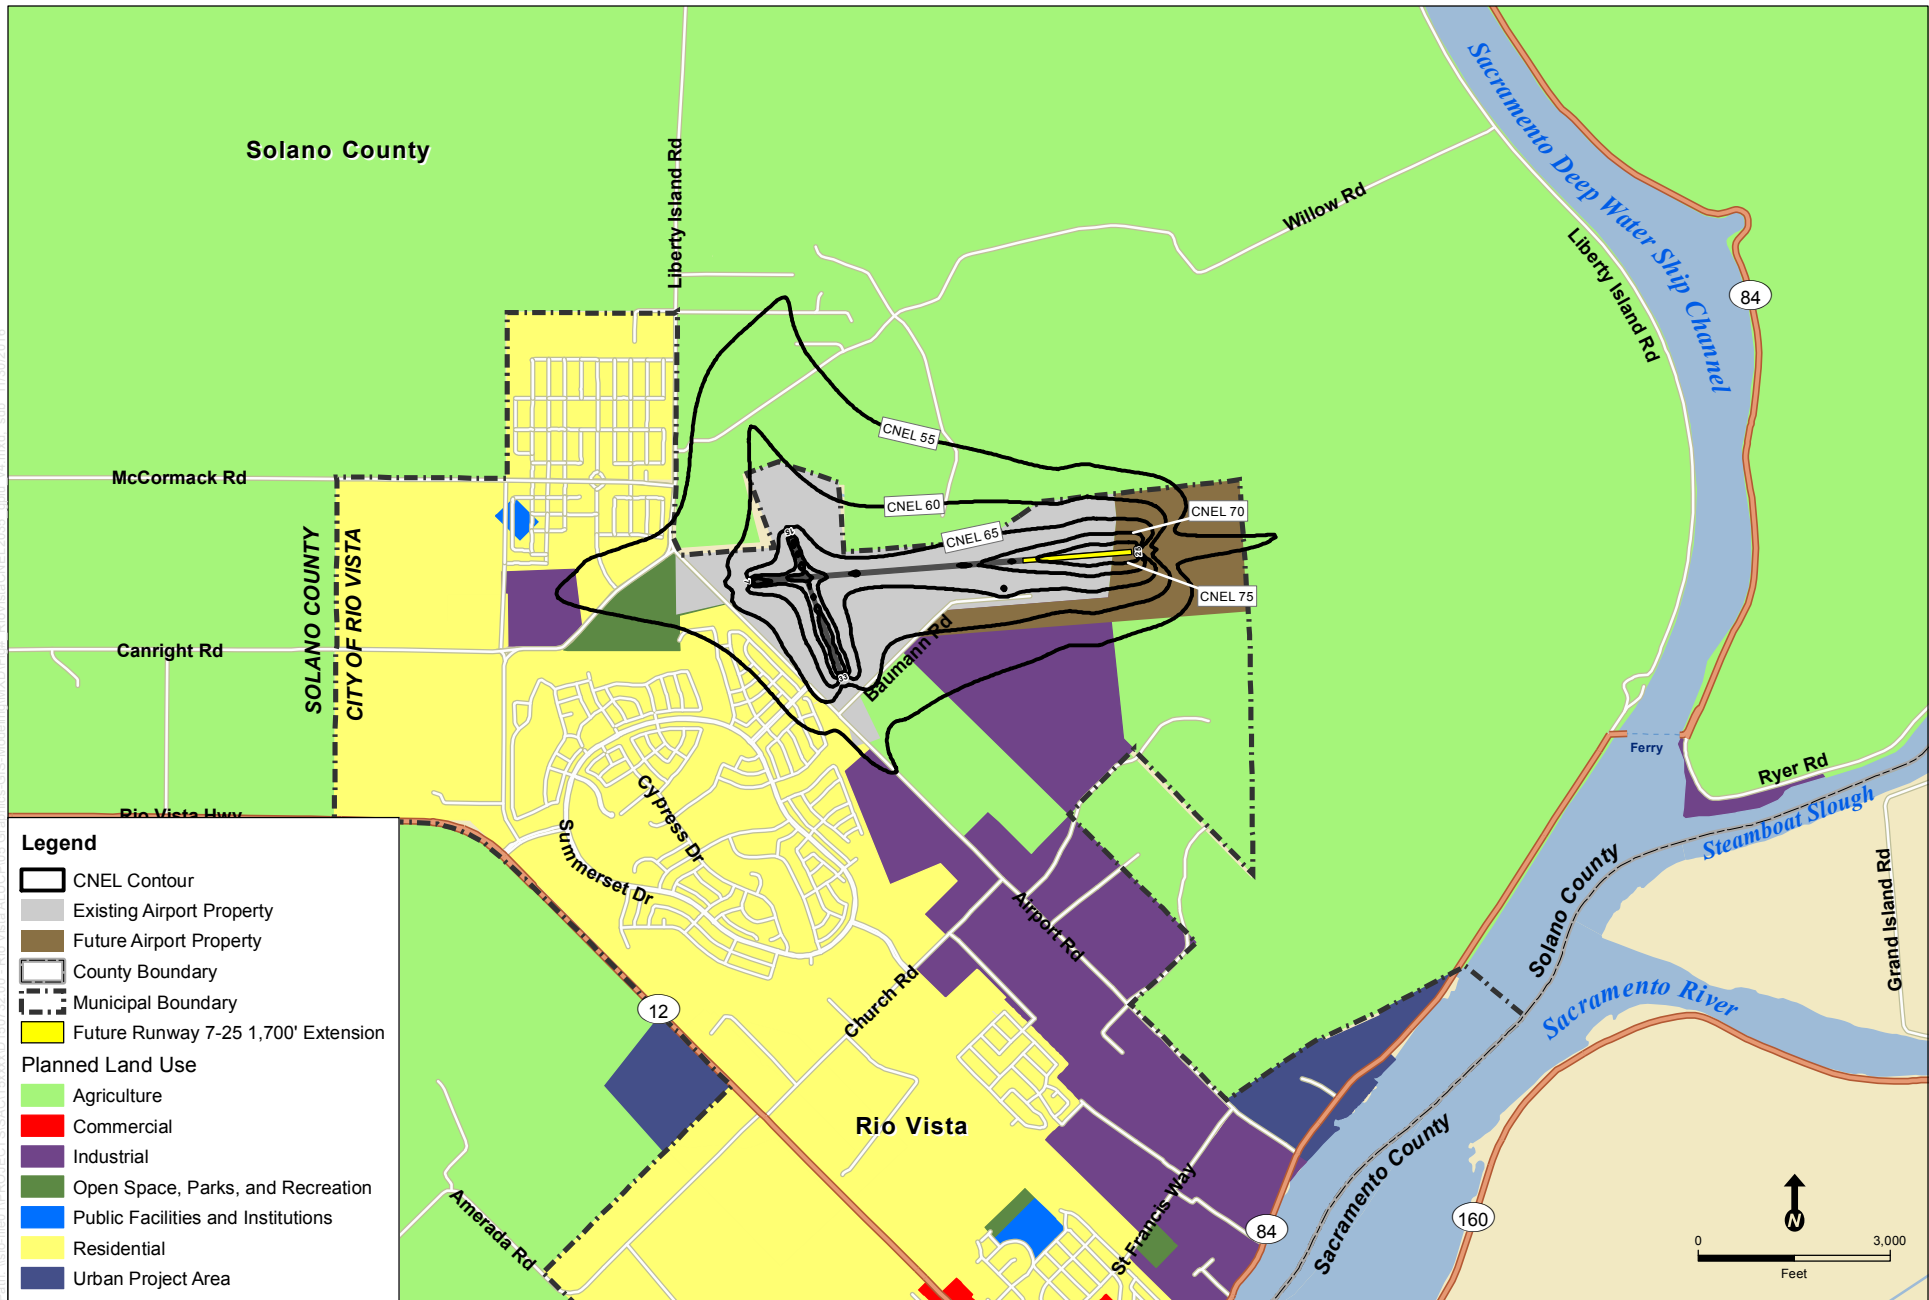 Solano County
Liberty Island Rd
Willow Rd
Sacramento Deep Water Ship Channel
Liberty Island Rd
84
CNEL 55
McCormack Rd
CNEL 60
CNEL 70
CNEL 65
15
25
7
33
CNEL 75
SOLANO COUNTY
CITY OF RIO VISTA
Canright Rd
Baumann Rd
Ferry
Ryer Rd
Steamboat Slough
Rio Vista Hwy
Cypress Dr
Summerset Dr
Airport Rd
Church Rd
12
Solano County
Grand Island Rd
Sacramento River
Rio Vista
Sacramento County
St Francis Way
84
160
Amerada Rd
Legend
CNEL Contour
Existing Airport Property
Future Airport Property
County Boundary
Municipal Boundary
Future Runway 7-25 1,700' Extension
Planned Land Use
Agriculture
Commercial
Industrial
Open Space, Parks, and Recreation
Public Facilities and Institutions
Residential
Urban Project Area
N
0 3,000
Feet